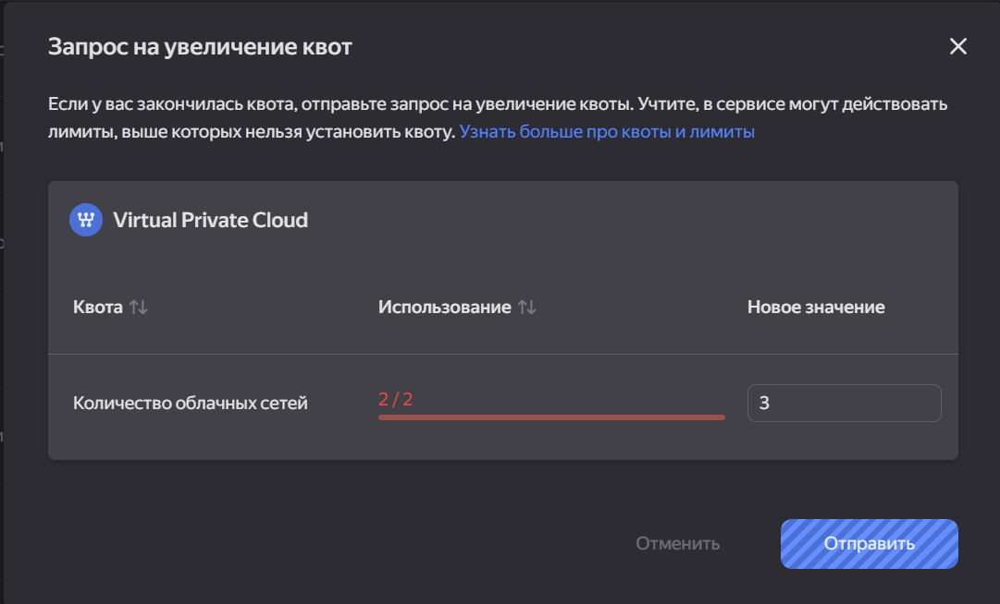 Запрос на увеличение квот
Если у вас закончилась квота, отправьте запрос на увеличение квоты. Учтите, в сервисе могут действовать
лимиты, выше которых нельзя установить квоту. Узнать больше про квоты и лимиты
Virtual Private Cloud
Квота Использование Новое значение
Количество облачных сетей 2 / 2 3
Отменить Отправить